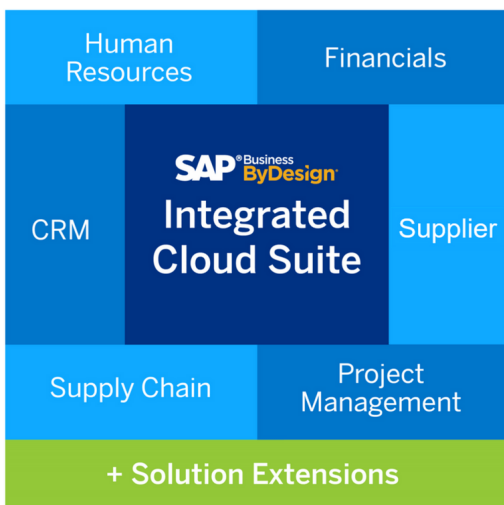 Human
Resources
Financials
CRM
SAP® Business
ByDesign
Integrated
Cloud Suite
Supplier
Supply Chain
Project
Management
+ Solution Extensions